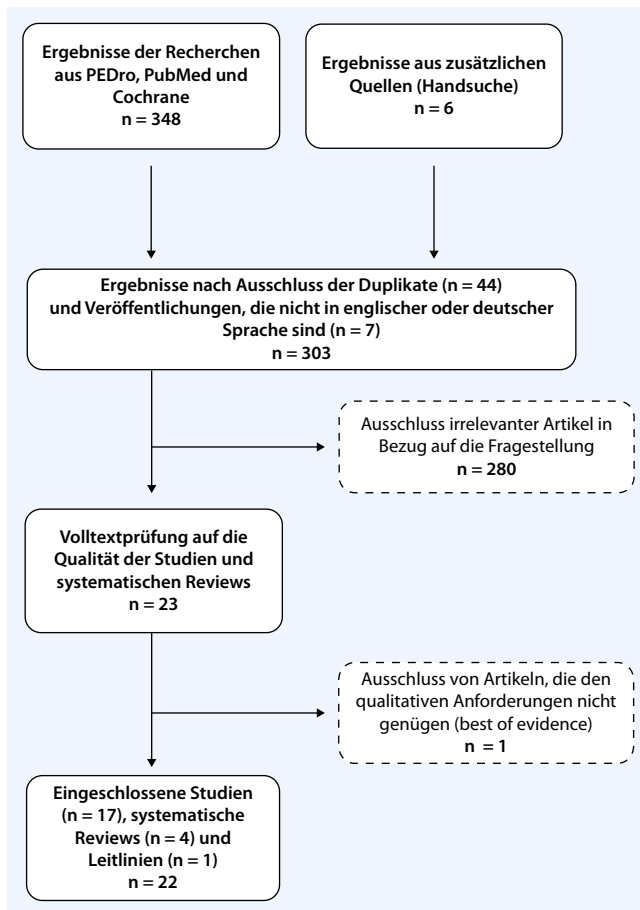 Ergebnisse der Recherchen
aus PEDro, PubMed und
Cochrane
n = 348
Ergebnisse aus zusätzlichen
Quellen (Handsuche)
n = 6
Ergebnisse nach Ausschluss der Duplikate (n = 44)
und Veröffentlichungen, die nicht in englischer oder deutscher
Sprache sind (n = 7)
n = 303
Ausschluss irrelevanter Artikel in
Bezug auf die Fragestellung
n = 280
Volltextprüfung auf die
Qualität der Studien und
systematischen Reviews
n = 23
Ausschluss von Artikeln, die den
qualitativen Anforderungen nicht
genügen (best of evidence)
n = 1
Eingeschlossene Studien
(n = 17), systematische
Reviews (n = 4) und
Leitlinien (n = 1)
n = 22